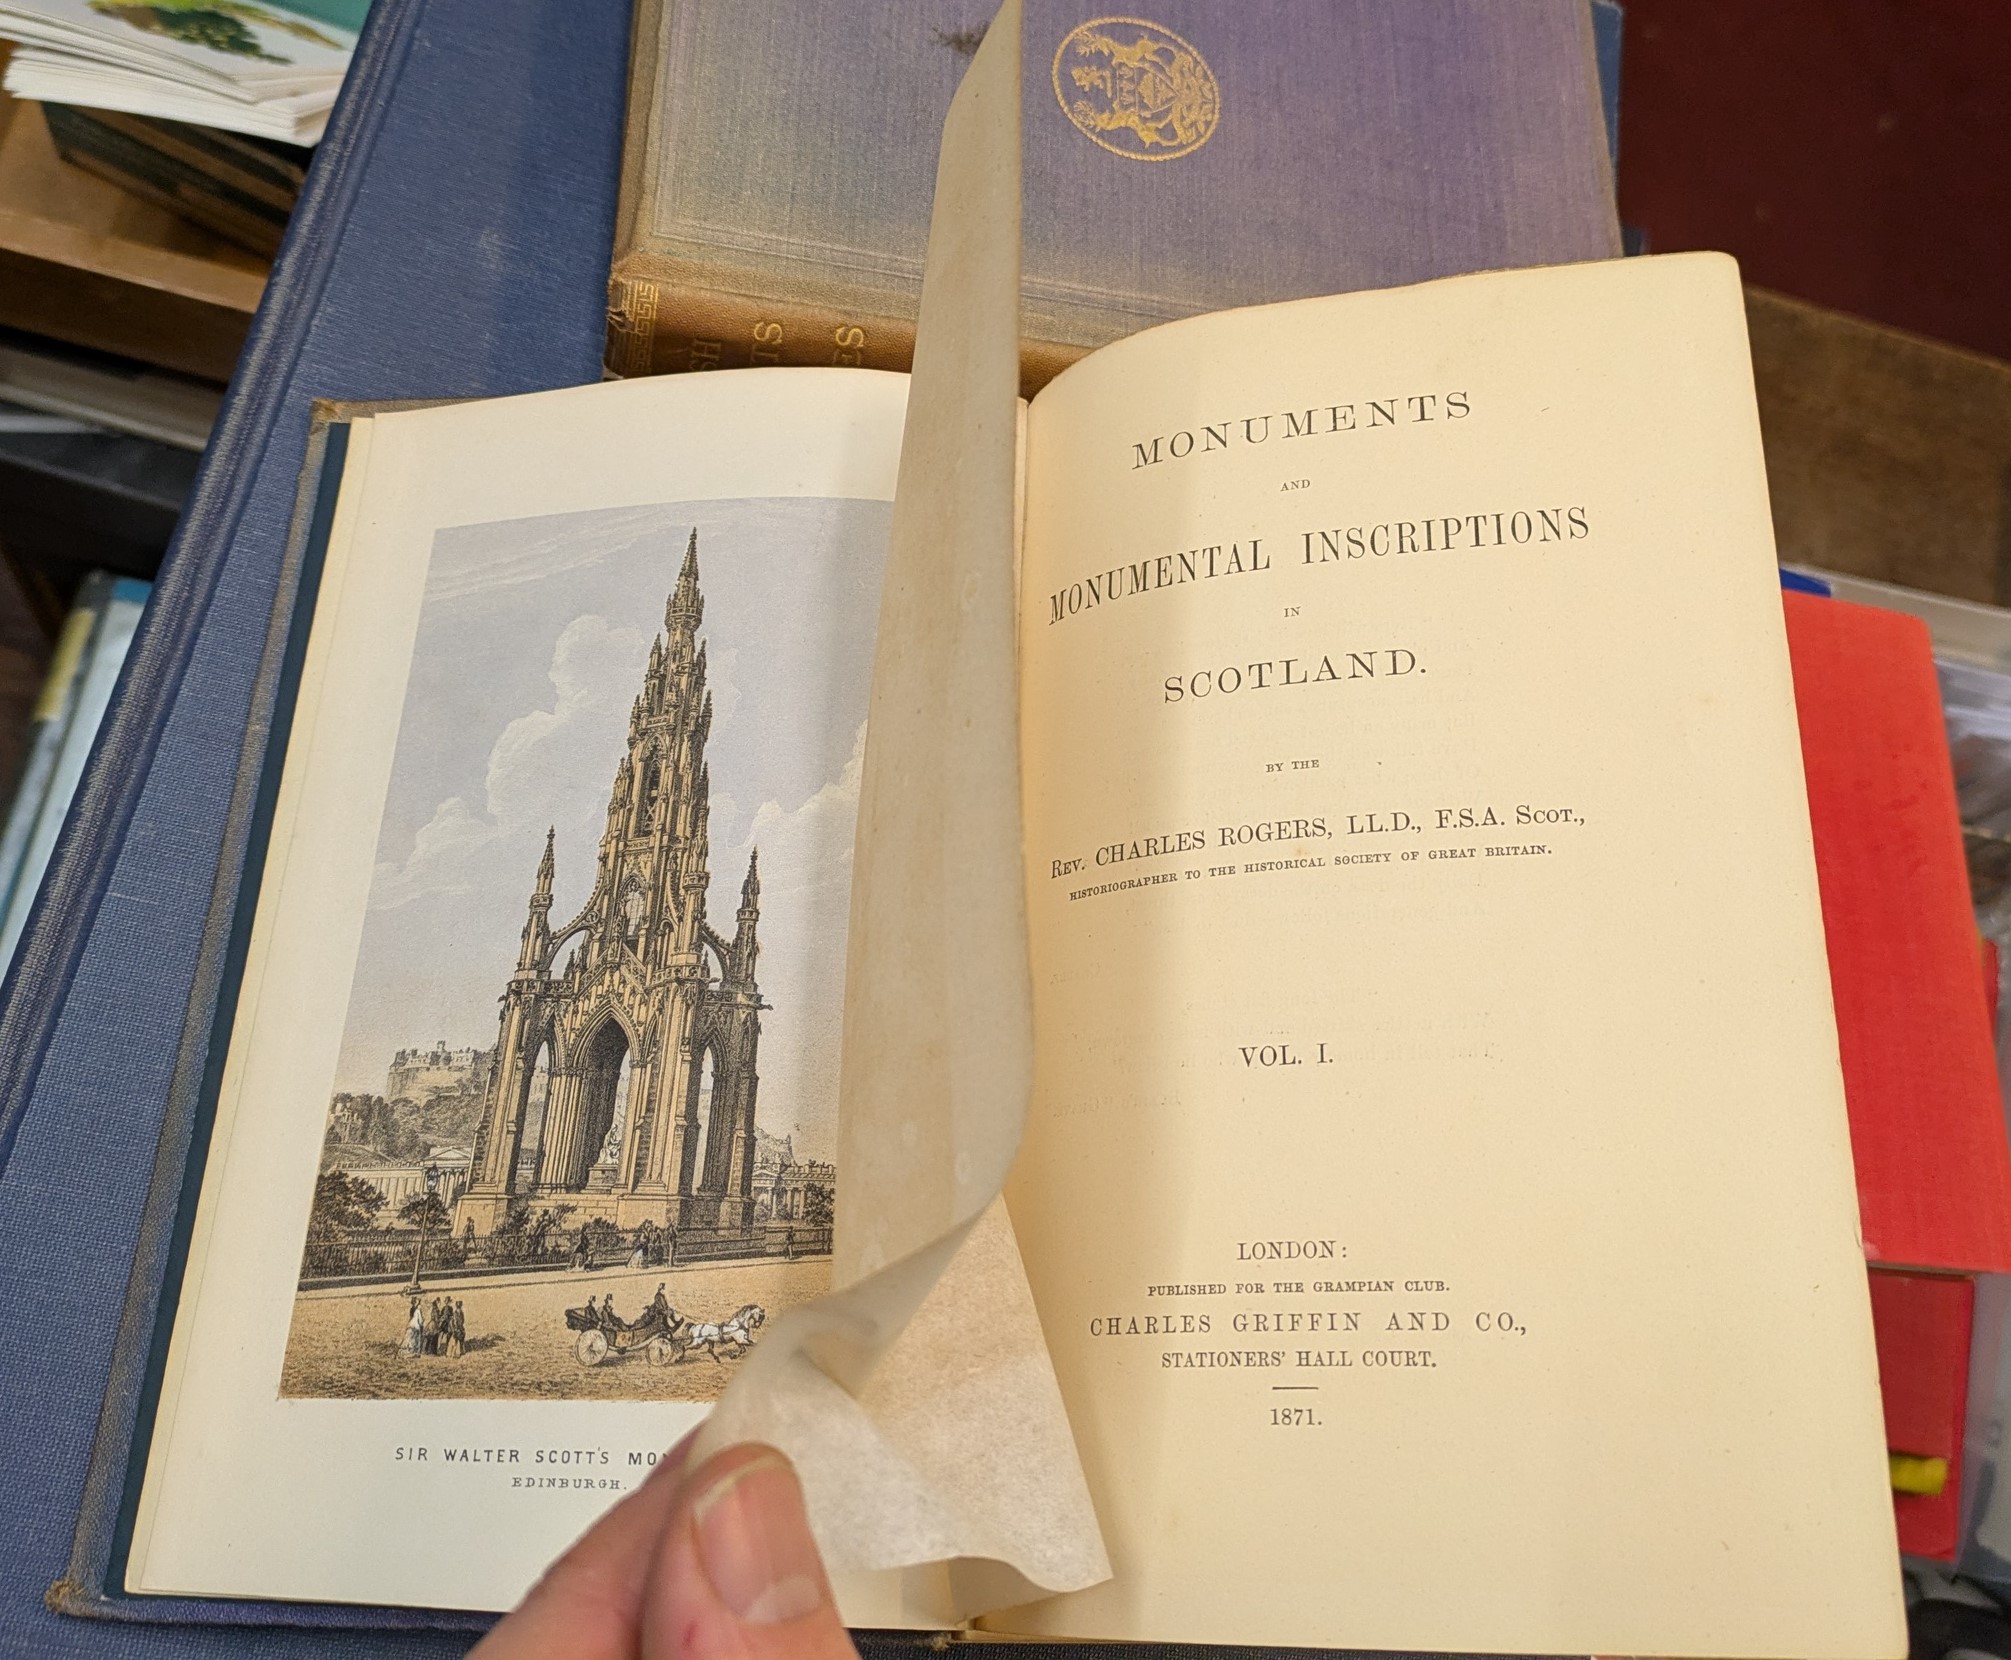 SIR WALTER SCOTT'S
EDINBURGH.
MONUMENTS
AND
MONUMENTAL INSCRIPTIONS
IN
SCOTLAND.
BY THE
REV. CHARLES ROGERS, LL.D., F.S.A. SCOT.,
HISTORIOGRAPHER TO THE HISTORICAL SOCIETY OF GREAT BRITAIN.
VOL. I.
LONDON:
PUBLISHED FOR THE GRAMPIAN CLUB.
CHARLES GRIFFIN AND CO.,
STATIONERS' HALL COURT.
1871.